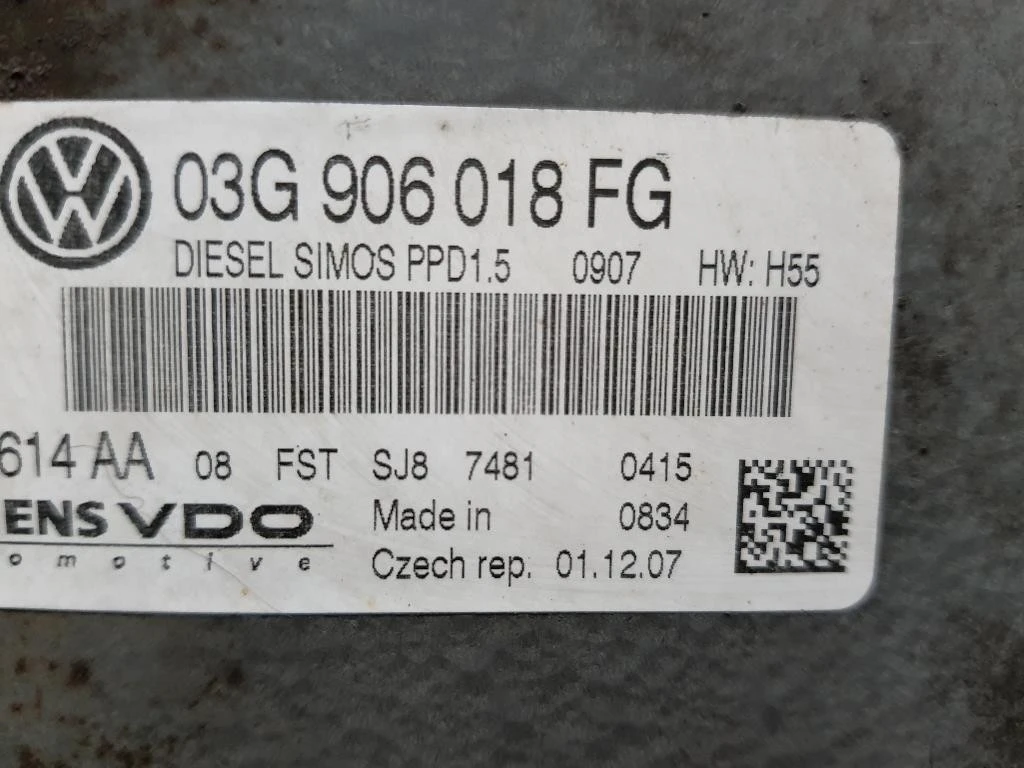 03G 906 018 FG
DIESEL SIMOS PPD1.5 0907 HW: H55
614 AA 08 FST SJ8 7481 0415
ENS VDO Made in 0834
omotive Czech rep. 01.12.07